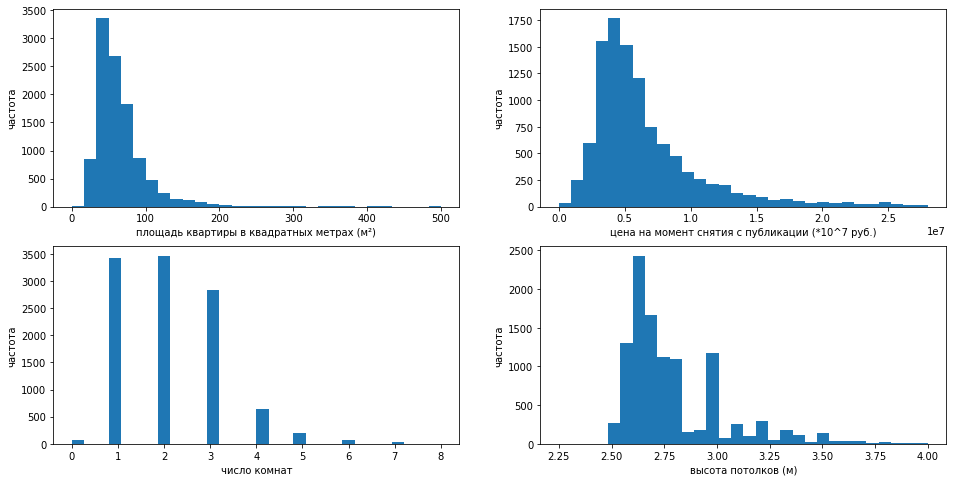 3500
3000
2500
2000
1500
1000
500
0
частота
0 100 200 300 400 500
площадь квартиры в квадратных метрах (м²)
1750
1500
1250
1000
750
500
250
0
частота
0.0 0.5 1.0 1.5 2.0 2.5
1e7
цена на момент снятия с публикации (*10^7 руб.)
3500
3000
2500
2000
1500
1000
500
0
частота
0 1 2 3 4 5 6 7 8
число комнат
2500
2000
1500
1000
500
0
частота
2.25 2.50 2.75 3.00 3.25 3.50 3.75 4.00
высота потолков (м)